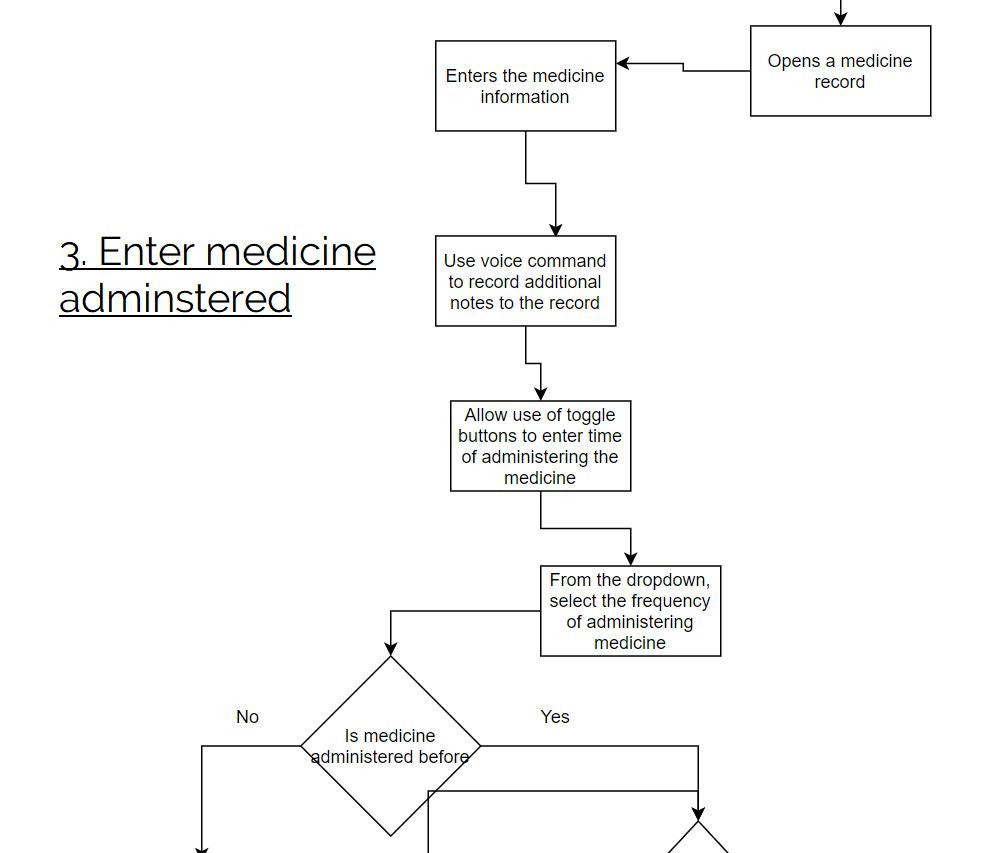 Opens a medicine
record
Enters the medicine
information
3. Enter medicine
adminstered
Use voice command
to record additional
notes to the record
Allow use of toggle
buttons to enter time
of administering the
medicine
From the dropdown,
select the frequency
of administering
medicine
No
Yes
Is medicine
administered before